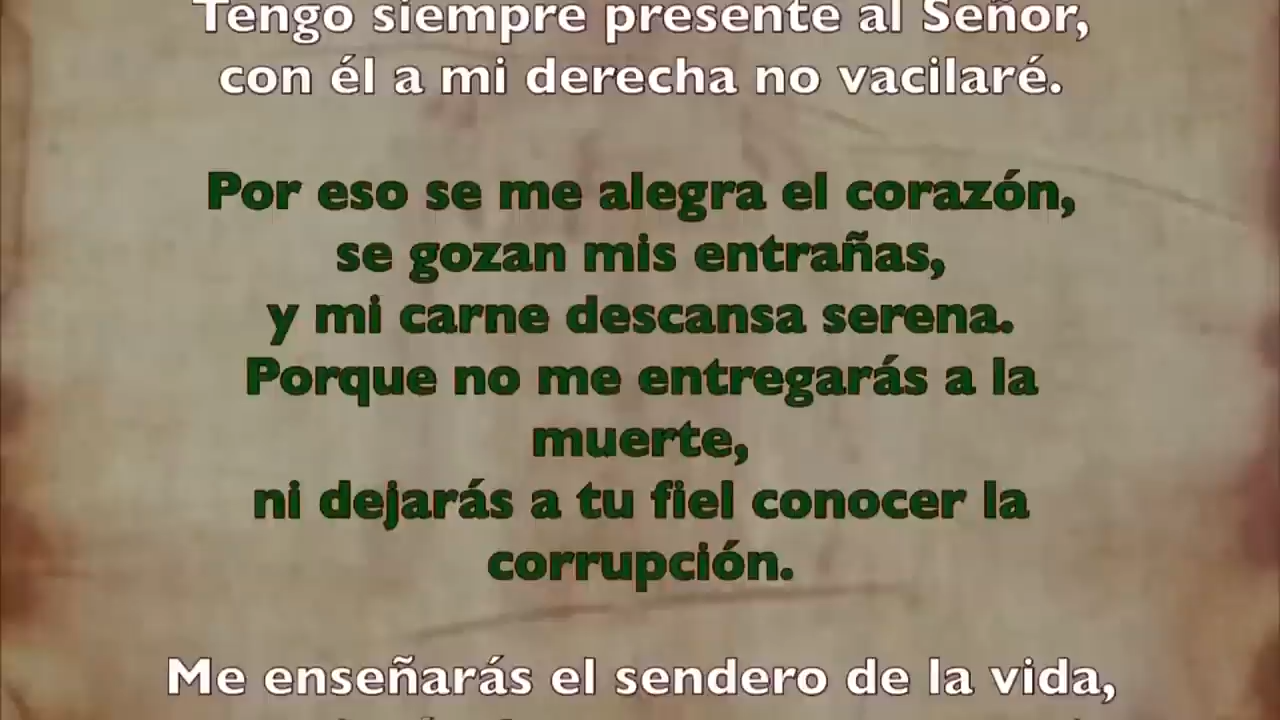 Tengo siempre presente al Señor,
con él a mi derecha no vacilaré.
Por eso se me alegra el corazón,
se gozan mis entrañas,
y mi carne descansa serena.
Porque no me entregarás a la
muerte,
ni dejarás a tu fiel conocer la
corrupción.
Me enseñarás el sendero de la vida,